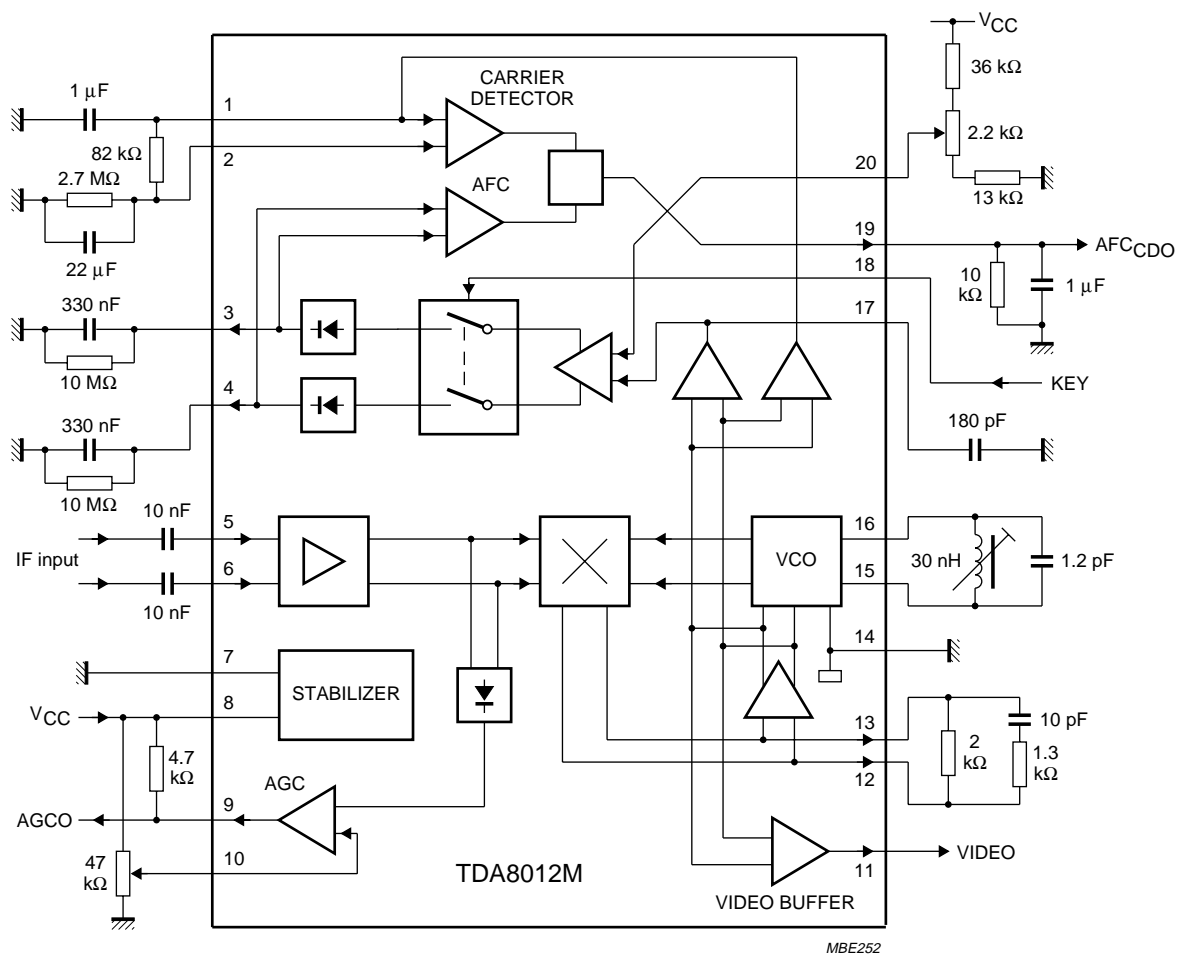 VCC
36 kΩ
2.2 kΩ
13 kΩ
1 μF
1
CARRIER
DETECTOR
82 kΩ
2
20
2.7 MΩ
AFC
22 μF
19
AFCCDO
18
10
kΩ
1 μF
330 nF
3
17
10 MΩ
4
KEY
330 nF
180 pF
10 MΩ
10 nF
5
16
IF input
VCO
30 nH
1.2 pF
6
15
10 nF
14
7
STABILIZER
VCC
8
13
10 pF
4.7
kΩ
2
kΩ
1.3
kΩ
12
AGC
9
AGCO
10
47
kΩ
TDA8012M
VIDEO
11
VIDEO BUFFER
MBE252